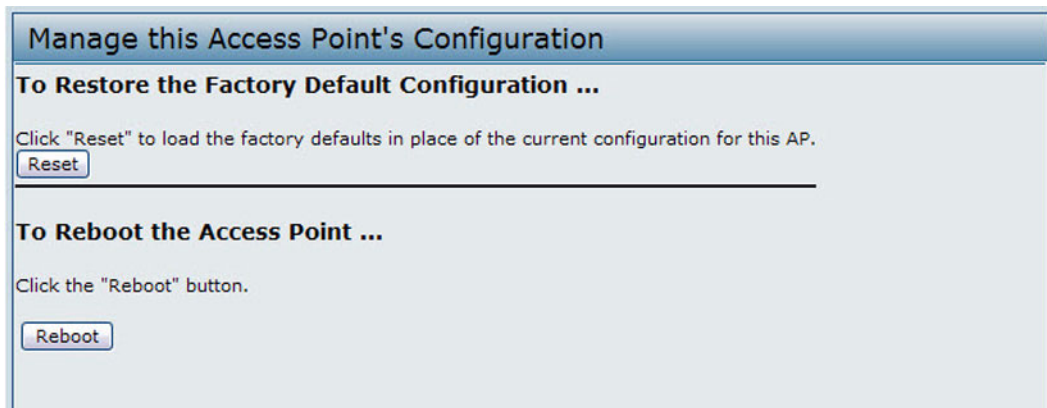 Manage this Access Point's Configuration
To Restore the Factory Default Configuration ...
Click "Reset" to load the factory defaults in place of the current configuration for this AP.
Reset
To Reboot the Access Point ...
Click the "Reboot" button.
Reboot